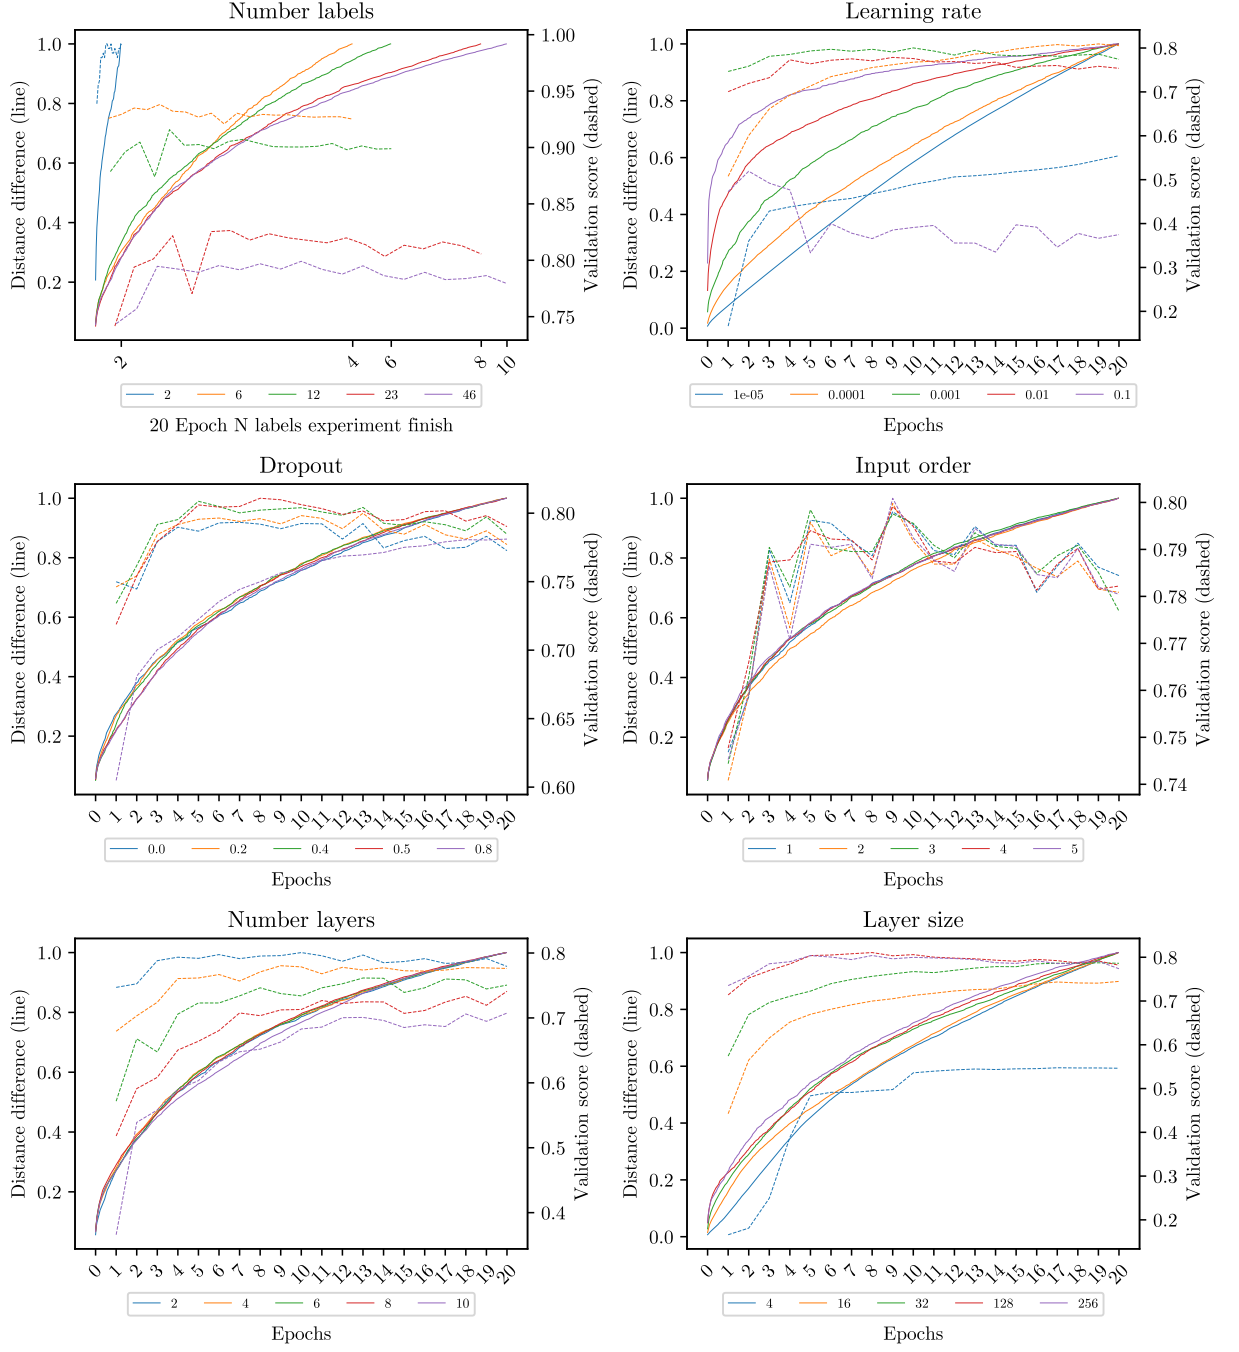 Number labels
Distance difference (line)
1.0
0.8
0.6
0.4
0.2
1.00
0.95
0.90
0.85
0.80
0.75
Validation score (dashed)
2 4 6 8 10
2 6 12 23 46
20 Epoch N labels experiment finish
Learning rate
Distance difference (line)
1.0
0.8
0.6
0.4
0.2
0.0
0.8
0.7
0.6
0.5
0.4
0.3
0.2
Validation score (dashed)
0 1 2 3 4 5 6 7 8 9 10 11 12 13 14 15 16 17 18 19 20
1e-05 0.0001 0.001 0.01 0.1
Epochs
Dropout
Distance difference (line)
1.0
0.8
0.6
0.4
0.2
0.80
0.75
0.70
0.65
0.60
Validation score (dashed)
0 1 2 3 4 5 6 7 8 9 10 11 12 13 14 15 16 17 18 19 20
0.0 0.2 0.4 0.5 0.8
Epochs
Input order
Distance difference (line)
1.0
0.8
0.6
0.4
0.2
0.80
0.79
0.78
0.77
0.76
0.75
0.74
Validation score (dashed)
0 1 2 3 4 5 6 7 8 9 10 11 12 13 14 15 16 17 18 19 20
1 2 3 4 5
Epochs
Number layers
Distance difference (line)
1.0
0.8
0.6
0.4
0.2
0.8
0.7
0.6
0.5
0.4
Validation score (dashed)
0 1 2 3 4 5 6 7 8 9 10 11 12 13 14 15 16 17 18 19 20
2 4 6 8 10
Epochs
Layer size
Distance difference (line)
1.0
0.8
0.6
0.4
0.2
0.0
0.8
0.7
0.6
0.5
0.4
0.3
0.2
Validation score (dashed)
0 1 2 3 4 5 6 7 8 9 10 11 12 13 14 15 16 17 18 19 20
4 16 32 128 256
Epochs